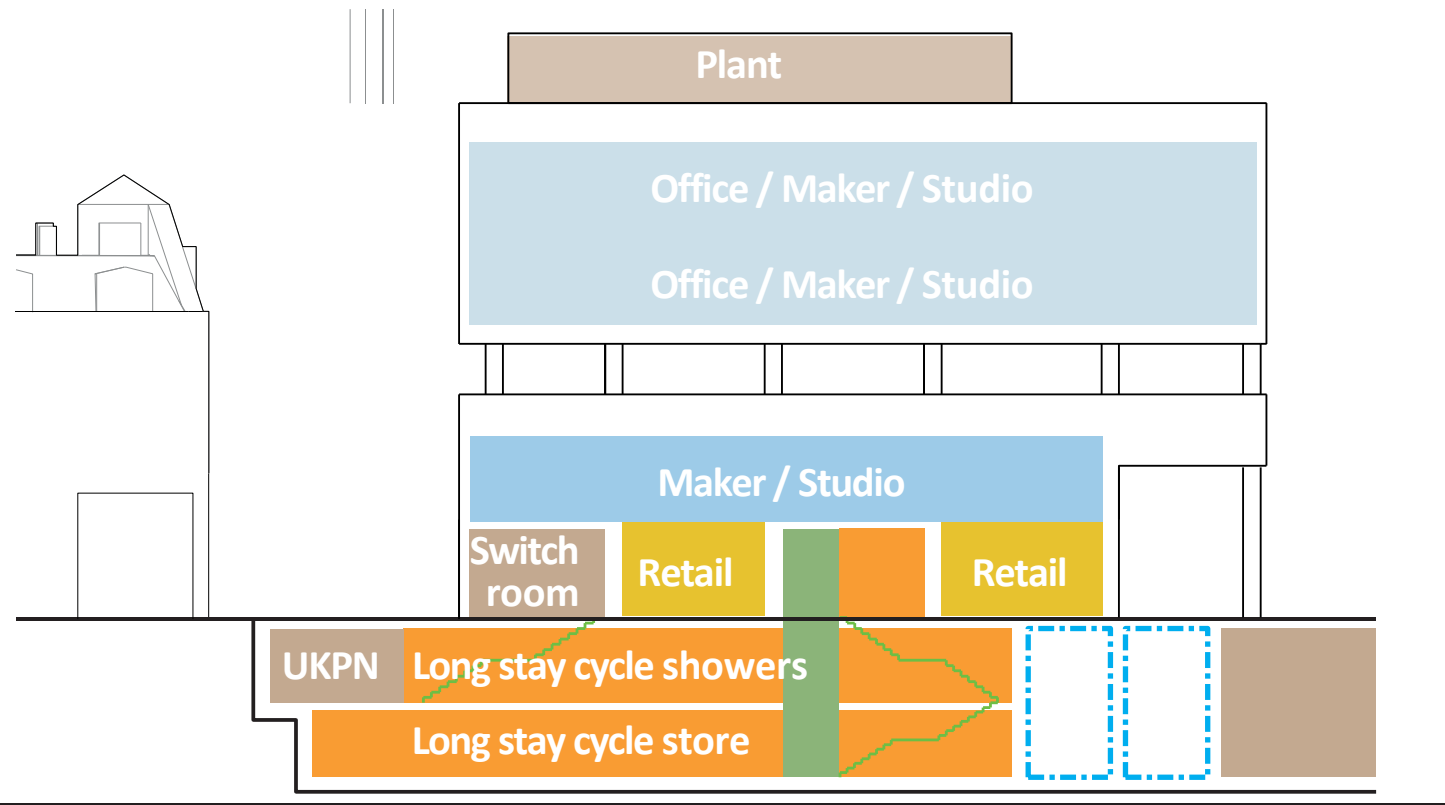 Plant
Office / Maker / Studio
Office / Maker / Studio
Maker / Studio
Switch
room
Retail
Retail
UKPN
Long stay cycle showers
Long stay cycle store